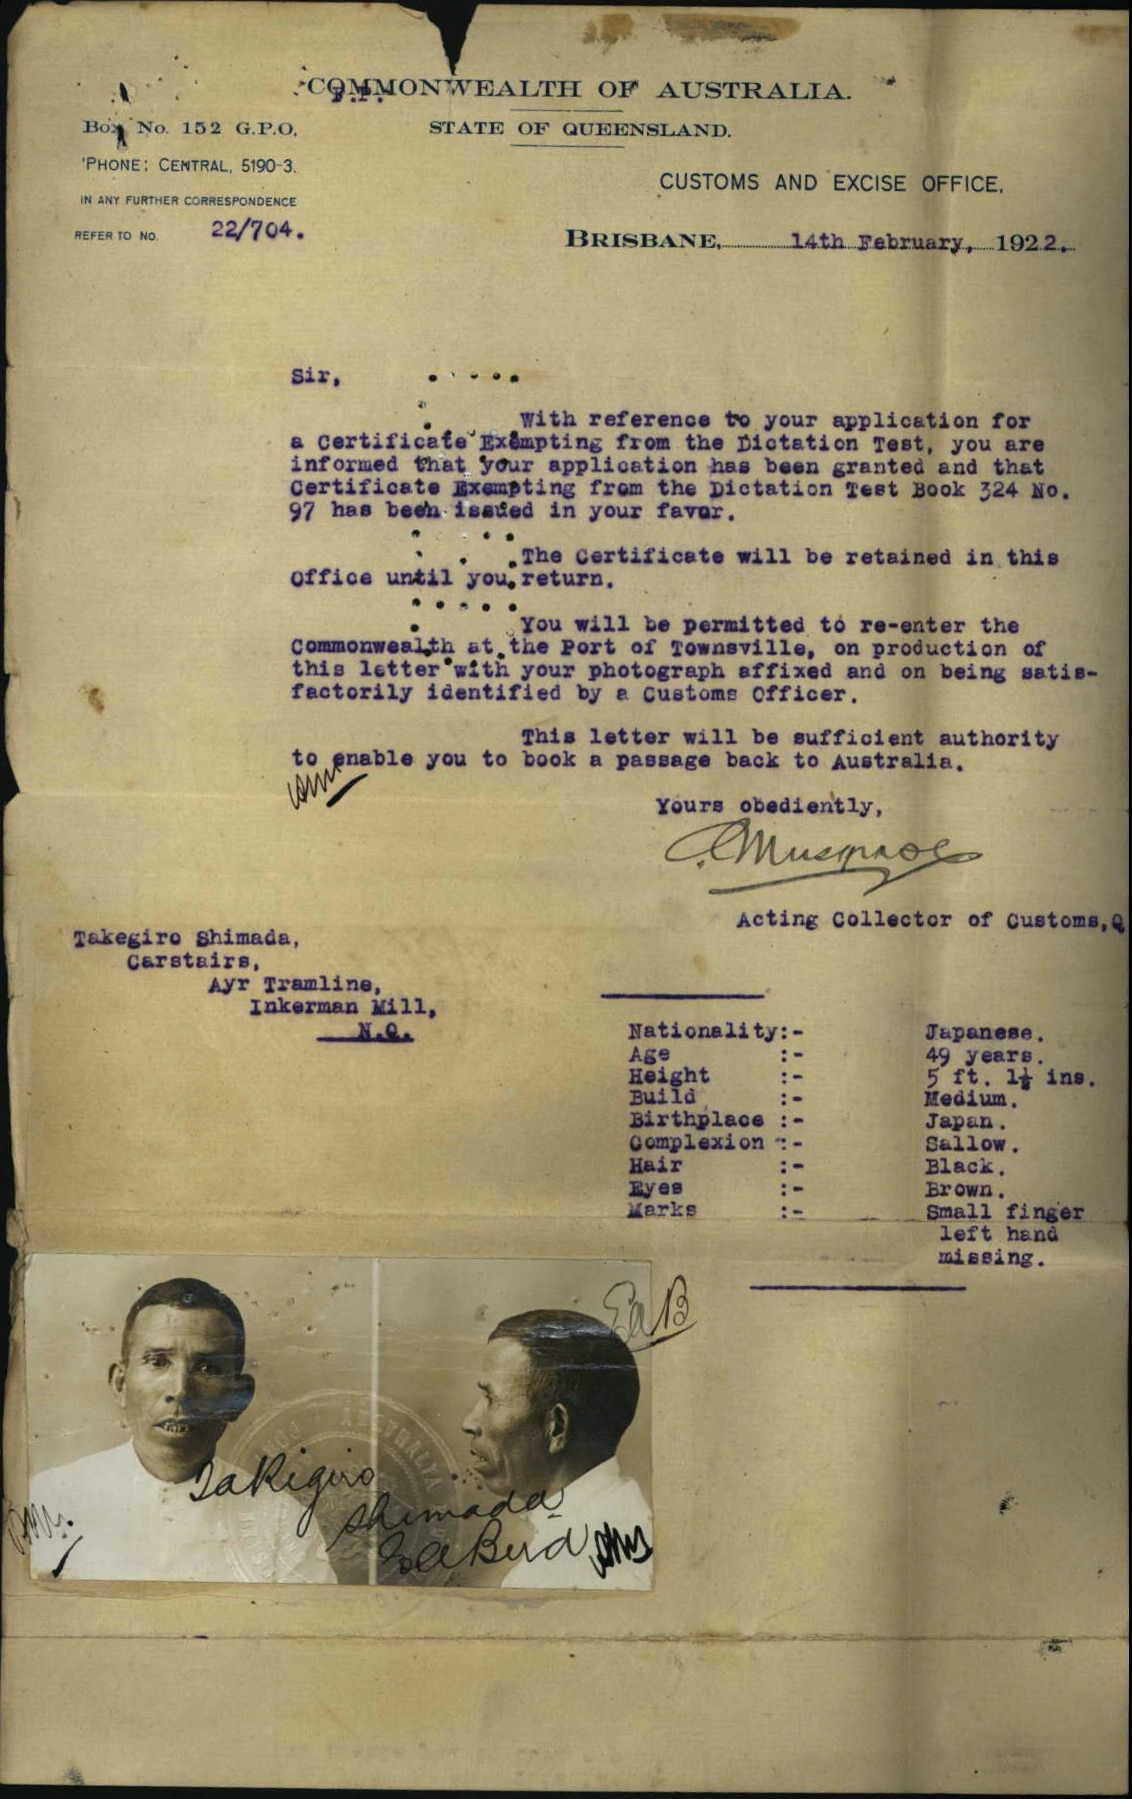 COMMONWEALTH OF AUSTRALIA.
Box No. 152 G.P.O,
STATE OF QUEENSLAND.
'PHONE: CENTRAL, 5190-3.
CUSTOMS AND EXCISE OFFICE.
IN ANY FURTHER CORRESPONDENCE
REFER TO NO. 22/704.
BRISBANE, 14th February, 1922.
Sir,
With reference to your application for
a Certificate Exempting from the Dictation Test, you are
informed that your application has been granted and that
Certificate Exempting from the Dictation Test Book 324 No.
97 has been issued in your favor.
The Certificate will be retained in this
Office until you return.
You will be permitted to re-enter the
Commonwealth at the Port of Townsville, on production of
this letter with your photograph affixed and on being satis-
factorily identified by a Customs Officer.
This letter will be sufficient authority
to enable you to book a passage back to Australia.
Yours obediently,
Musgrave
Acting Collector of Customs, Q
Takegiro Shimada,
Carstairs,
Ayr Tramline,
Inkerman Mill,
N.Q.
Nationality:- Japanese.
Age :- 49 years.
Height :- 5 ft. 1½ ins.
Build :- Medium.
Birthplace :- Japan.
Complexion :- Sallow.
Hair :- Black.
Eyes :- Brown.
Marks :- Small finger
left hand
missing.
EaB
Takigiro
Shimada
Ea Bird